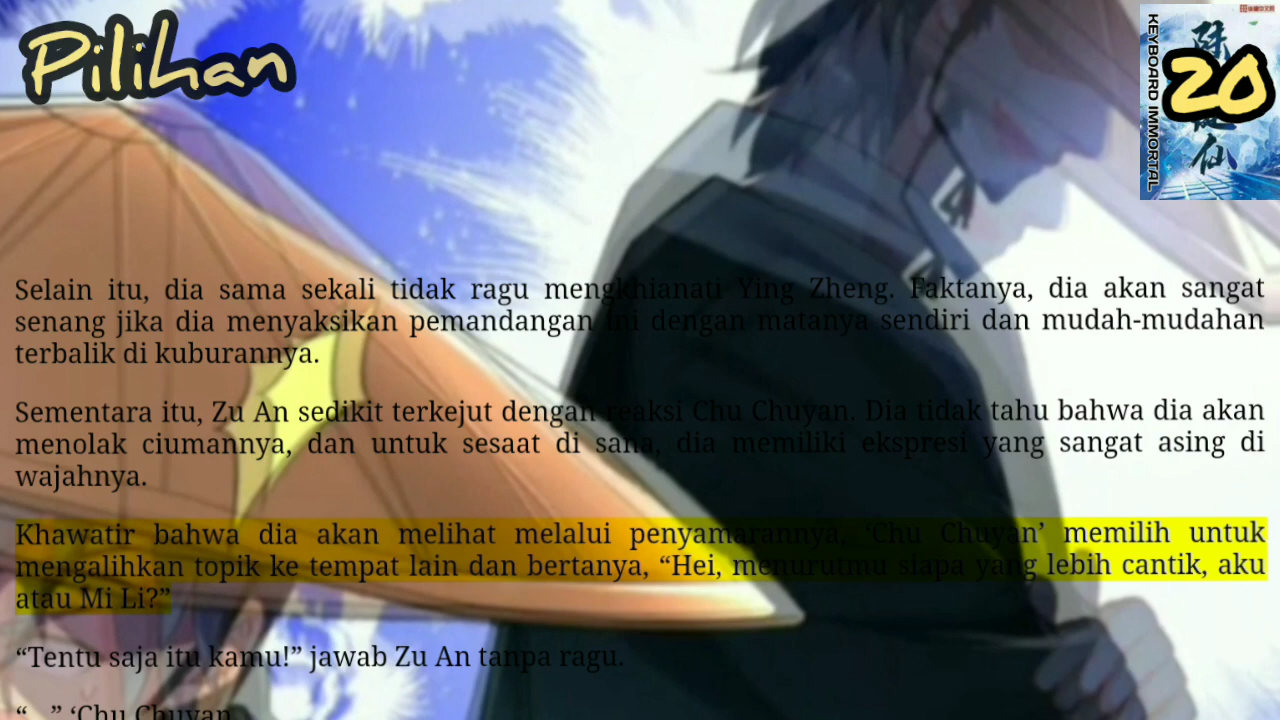 Pilihan
20
KEYBOARD IMMORTAL
仙
Selain itu, dia sama sekali tidak ragu mengkhianati Ying Zheng. Faktanya, dia akan sangat
senang jika dia menyaksikan pemandangan ini dengan matanya sendiri dan mudah-mudahan
terbalik di kuburannya.
Sementara itu, Zu An sedikit terkejut dengan reaksi Chu Chuyan. Dia tidak tahu bahwa dia akan
menolak ciumannya, dan untuk sesaat di sana, dia memiliki ekspresi yang sangat asing di
wajahnya.
Khawatir bahwa dia akan melihat melalui penyamarannya, ‘Chu Chuyan’ memilih untuk
mengalihkan topik ke tempat lain dan bertanya, “Hei, menurutmu siapa yang lebih cantik, aku
atau Mi Li?”
“Tentu saja itu kamu!” jawab Zu An tanpa ragu.
“…” ‘Chu Chuyan